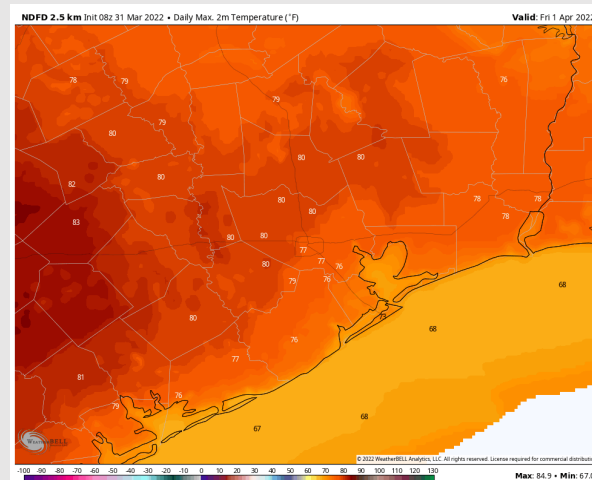 NDFD 2.5 km Init 08z 31 Mar 2022 • Daily Max. 2m Temperature (°F) Valid: Fri 1 Apr 2022
78 79 76
79
79
80
80 80
80
82
80 78 78
83 80 78
80 80
77
80 77 76
79 76
68
73
80 68
76
77
81
76
79
68
67
WeatherBELL
© 2022 WeatherBELL Analytics, LLC. All rights reserved. License required for commercial distributio
-100 -90 -80 -70 -60 -50 -40 -30 -20 -10 0 10 20 30 40 50 60 70 80 90 100 110 120 130
Max: 84.9 • Min: 67.0